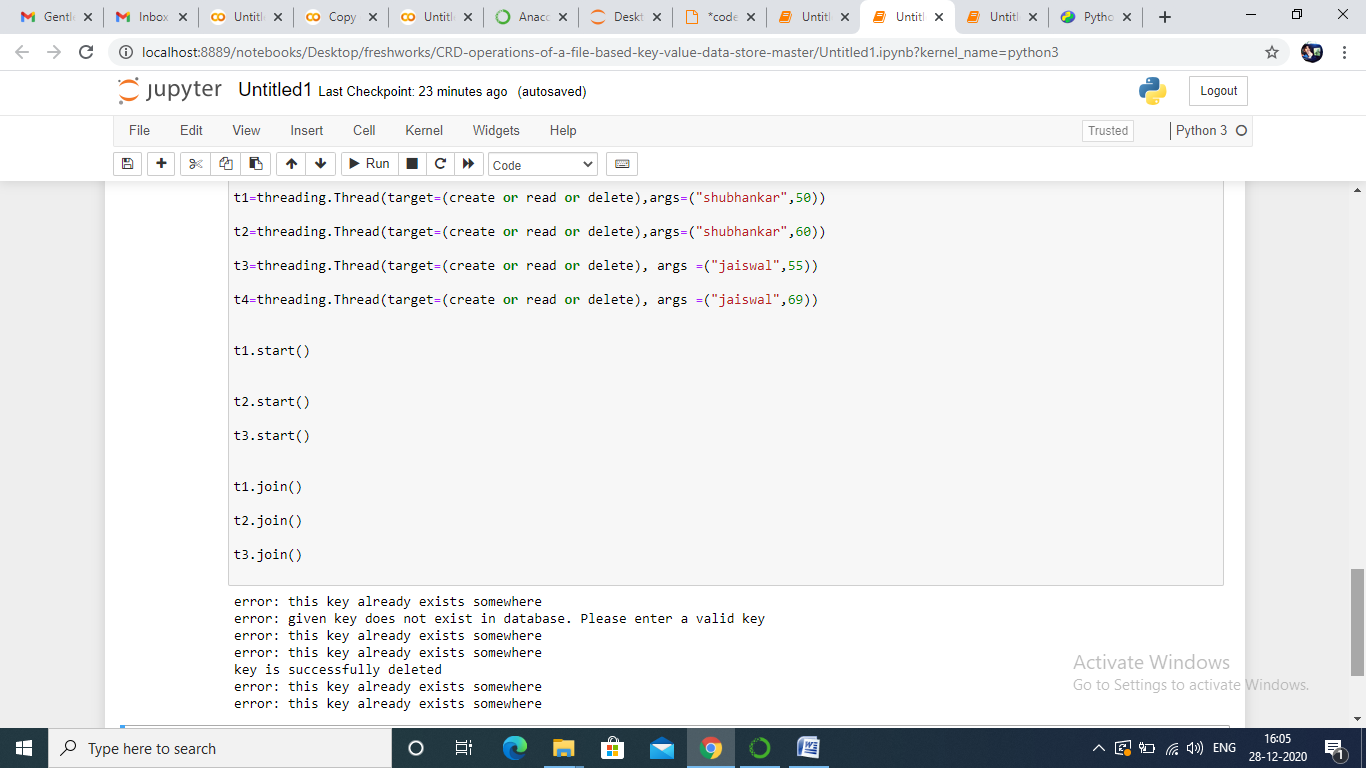 Gentl
Inbox
Untitl
Copy
Untitl
Anaco
Deskt
*code
Untitl
Untitl
Untitl
Pytho
localhost:8889/notebooks/Desktop/freshworks/CRD-operations-of-a-file-based-key-value-data-store-master/Untitled1.ipynb?kernel_name=python3
jupyter Untitled1 Last Checkpoint: 23 minutes ago (autosaved)
Logout
File Edit View Insert Cell Kernel Widgets Help
Trusted
Python 3
Run
Code
t1=threading.Thread(target=(create or read or delete),args=("shubhankar",50))
t2=threading.Thread(target=(create or read or delete),args=("shubhankar",60))
t3=threading.Thread(target=(create or read or delete), args =("jaiswal",55))
t4=threading.Thread(target=(create or read or delete), args =("jaiswal",69))
t1.start()
t2.start()
t3.start()
t1.join()
t2.join()
t3.join()
error: this key already exists somewhere
error: given key does not exist in database. Please enter a valid key
error: this key already exists somewhere
error: this key already exists somewhere
key is successfully deleted
error: this key already exists somewhere
error: this key already exists somewhere
Activate Windows
Go to Settings to activate Windows.
Type here to search
ENG
16:05
28-12-2020
1